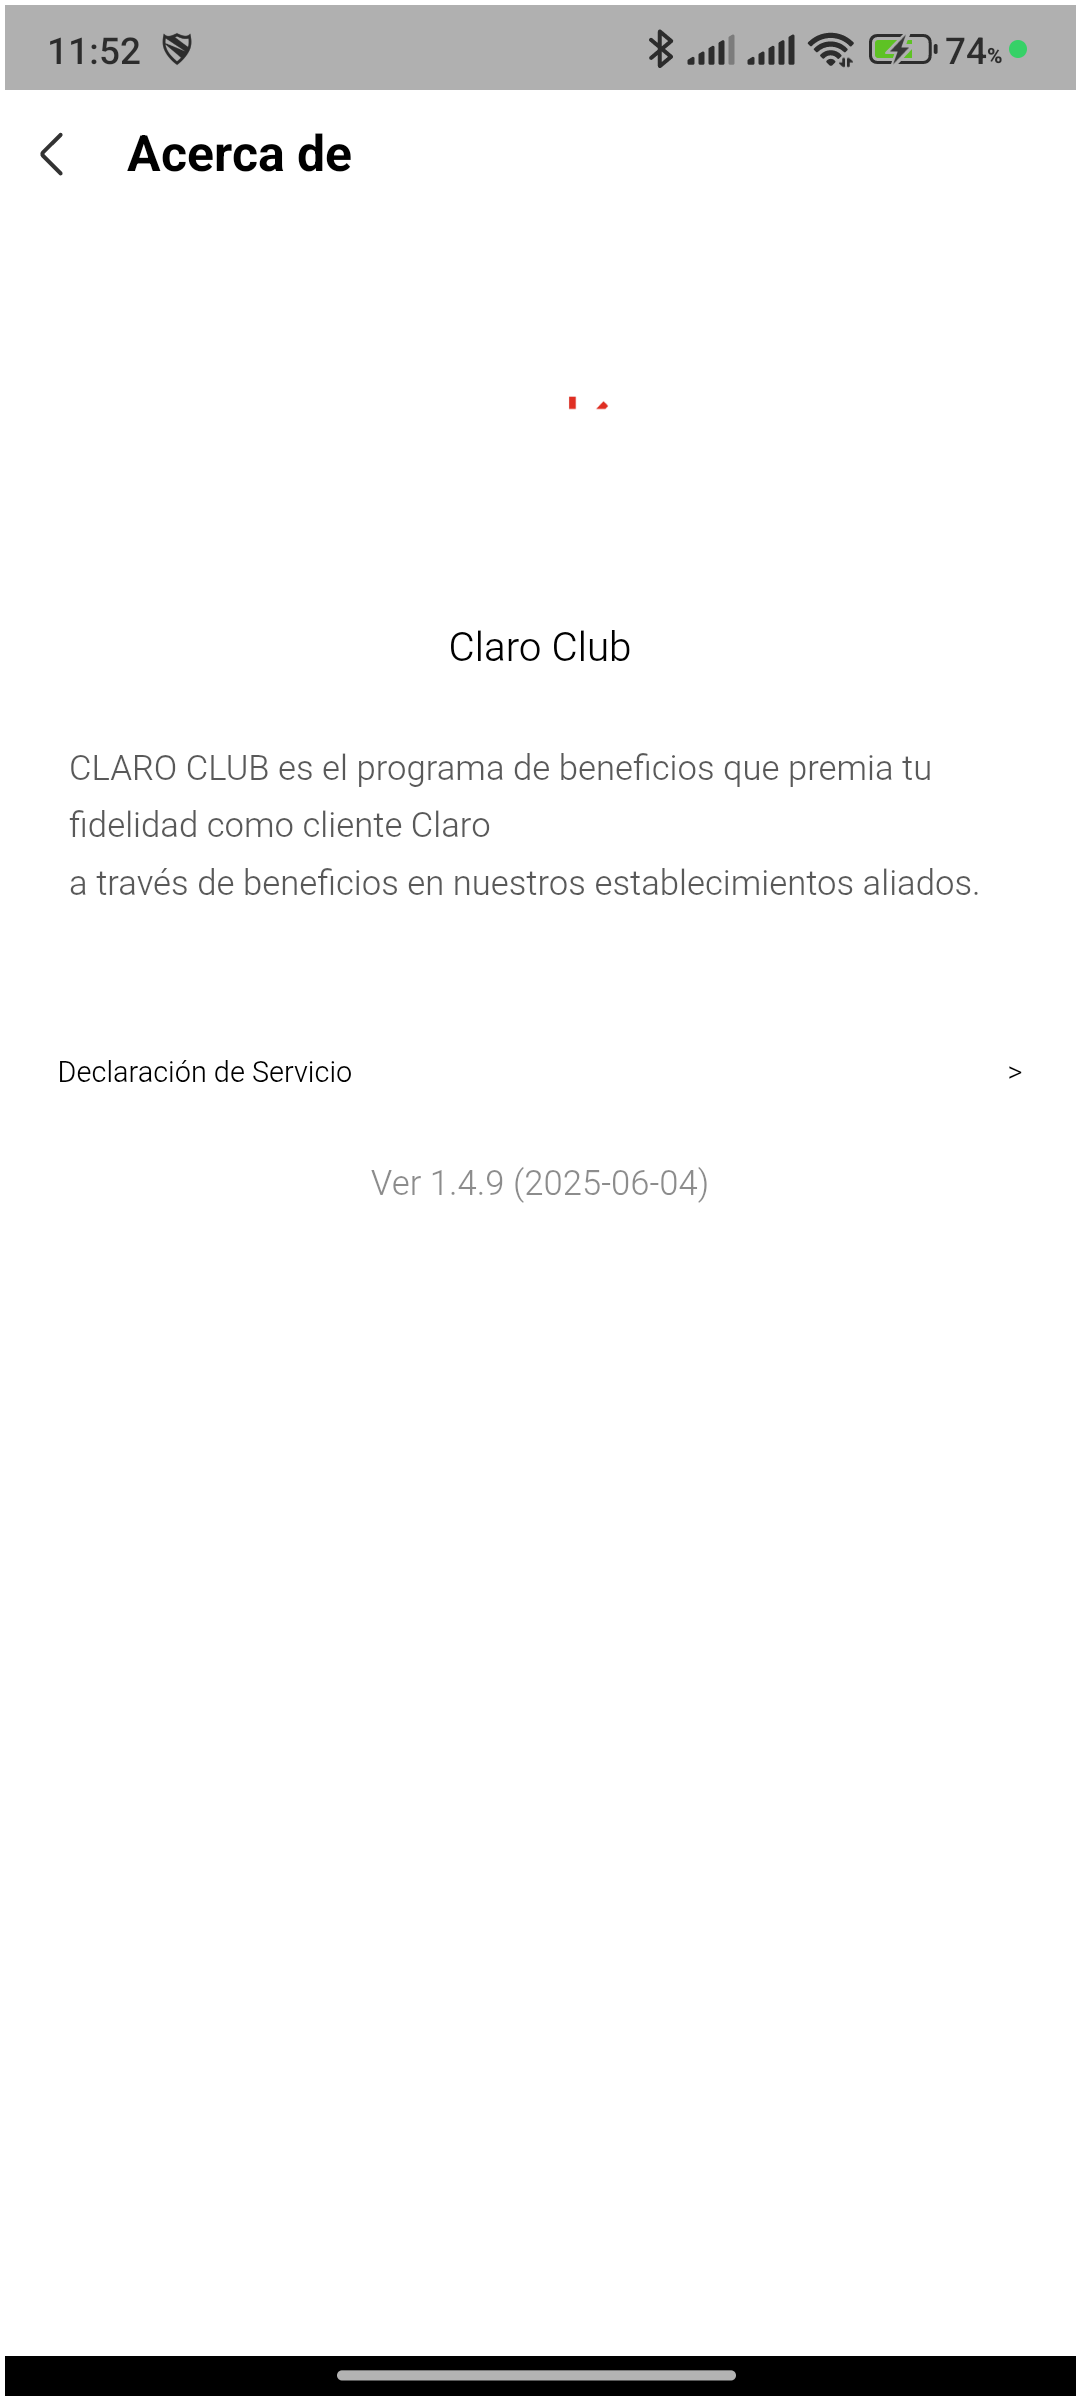 11:52
74%
Acerca de
Claro Club
CLARO CLUB es el programa de beneficios que premia tu
fidelidad como cliente Claro
a través de beneficios en nuestros establecimientos aliados.
Declaración de Servicio >
Ver 1.4.9 (2025-06-04)